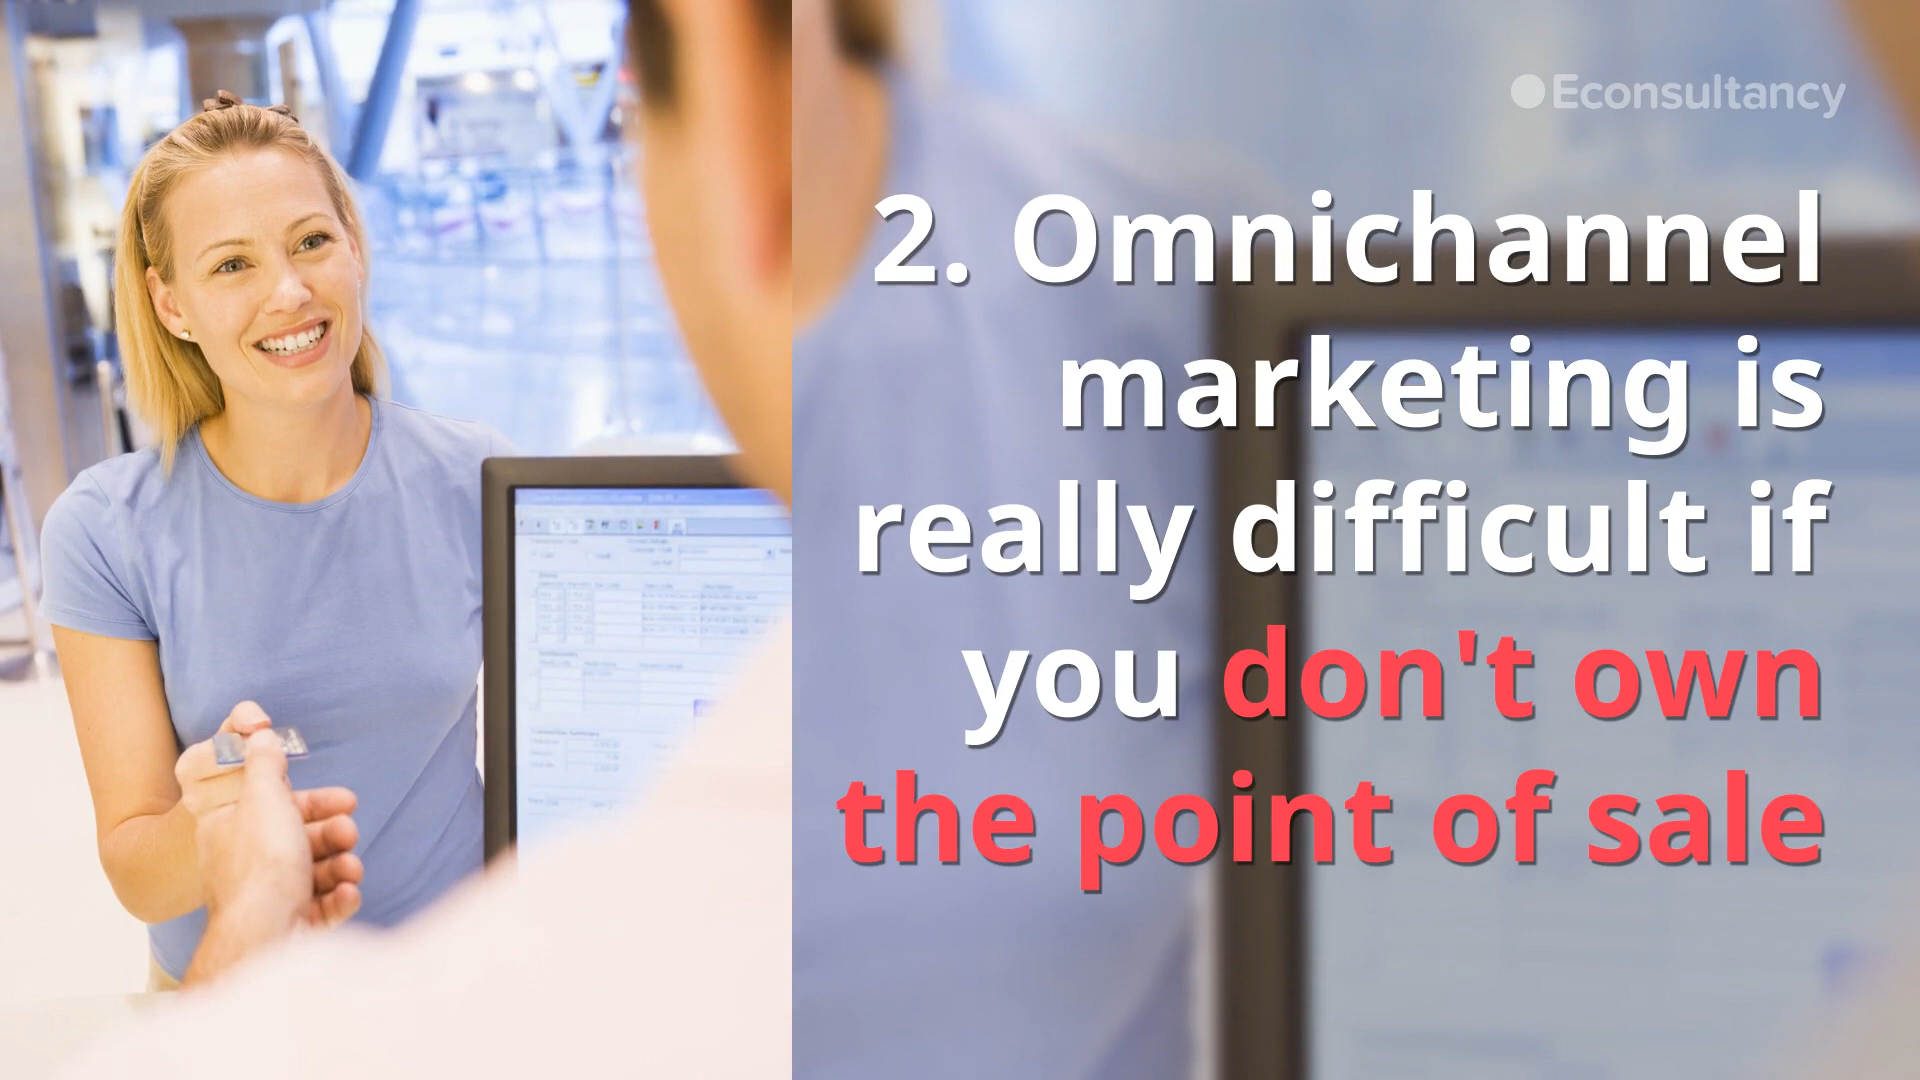 Econsultancy
2. Omnichannel
marketing is
really difficult if
you don't own
the point of sale